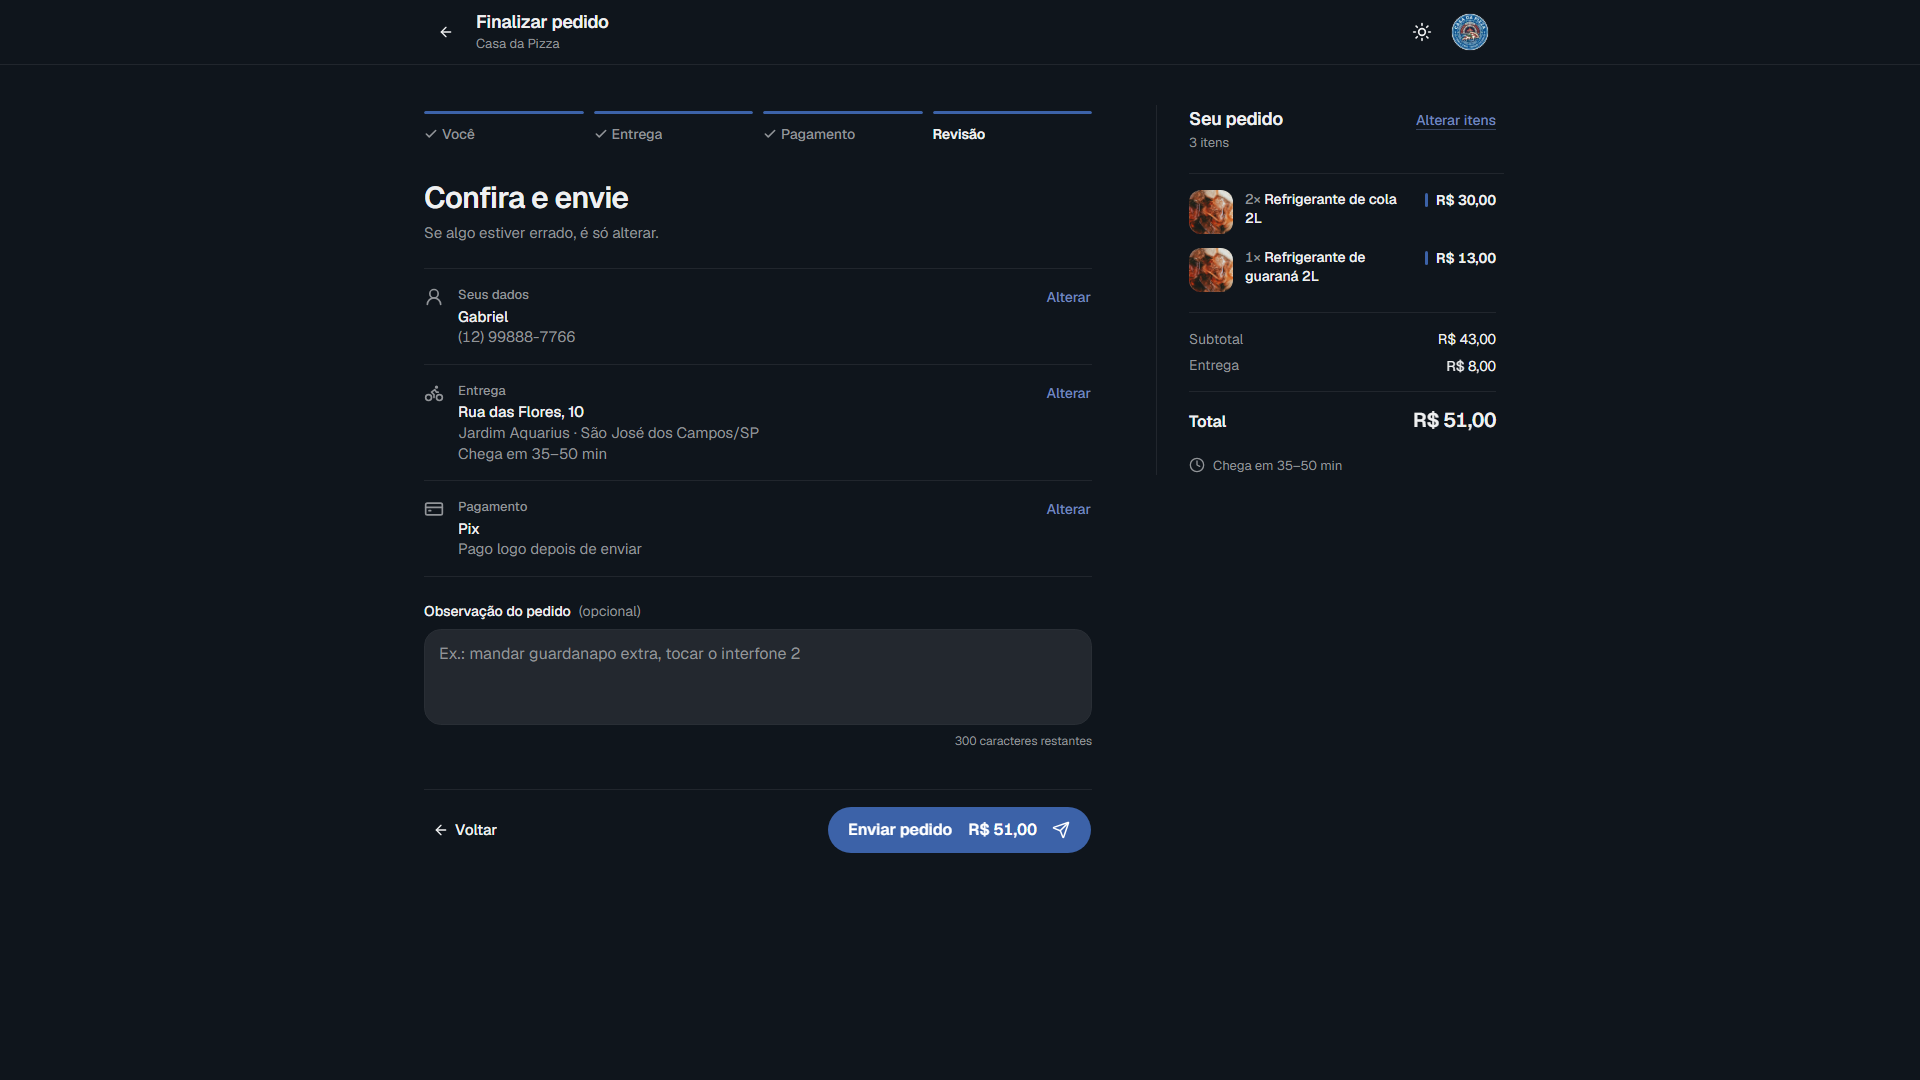 Finalizar pedido
Casa da Pizza
Você
Entrega
Pagamento
Revisão
Confira e envie
Se algo estiver errado, é só alterar.
Seus dados
Alterar
Gabriel
(12) 99888-7766
Entrega
Alterar
Rua das Flores, 10
Jardim Aquarius · São José dos Campos/SP
Chega em 35–50 min
Pagamento
Alterar
Pix
Pago logo depois de enviar
Observação do pedido (opcional)
Ex.: mandar guardanapo extra, tocar o interfone 2
300 caracteres restantes
Voltar
Enviar pedido R$ 51,00
Seu pedido
Alterar itens
3 itens
2× Refrigerante de cola
2L
R$ 30,00
1× Refrigerante de
guaraná 2L
R$ 13,00
Subtotal
R$ 43,00
Entrega
R$ 8,00
Total
R$ 51,00
Chega em 35–50 min